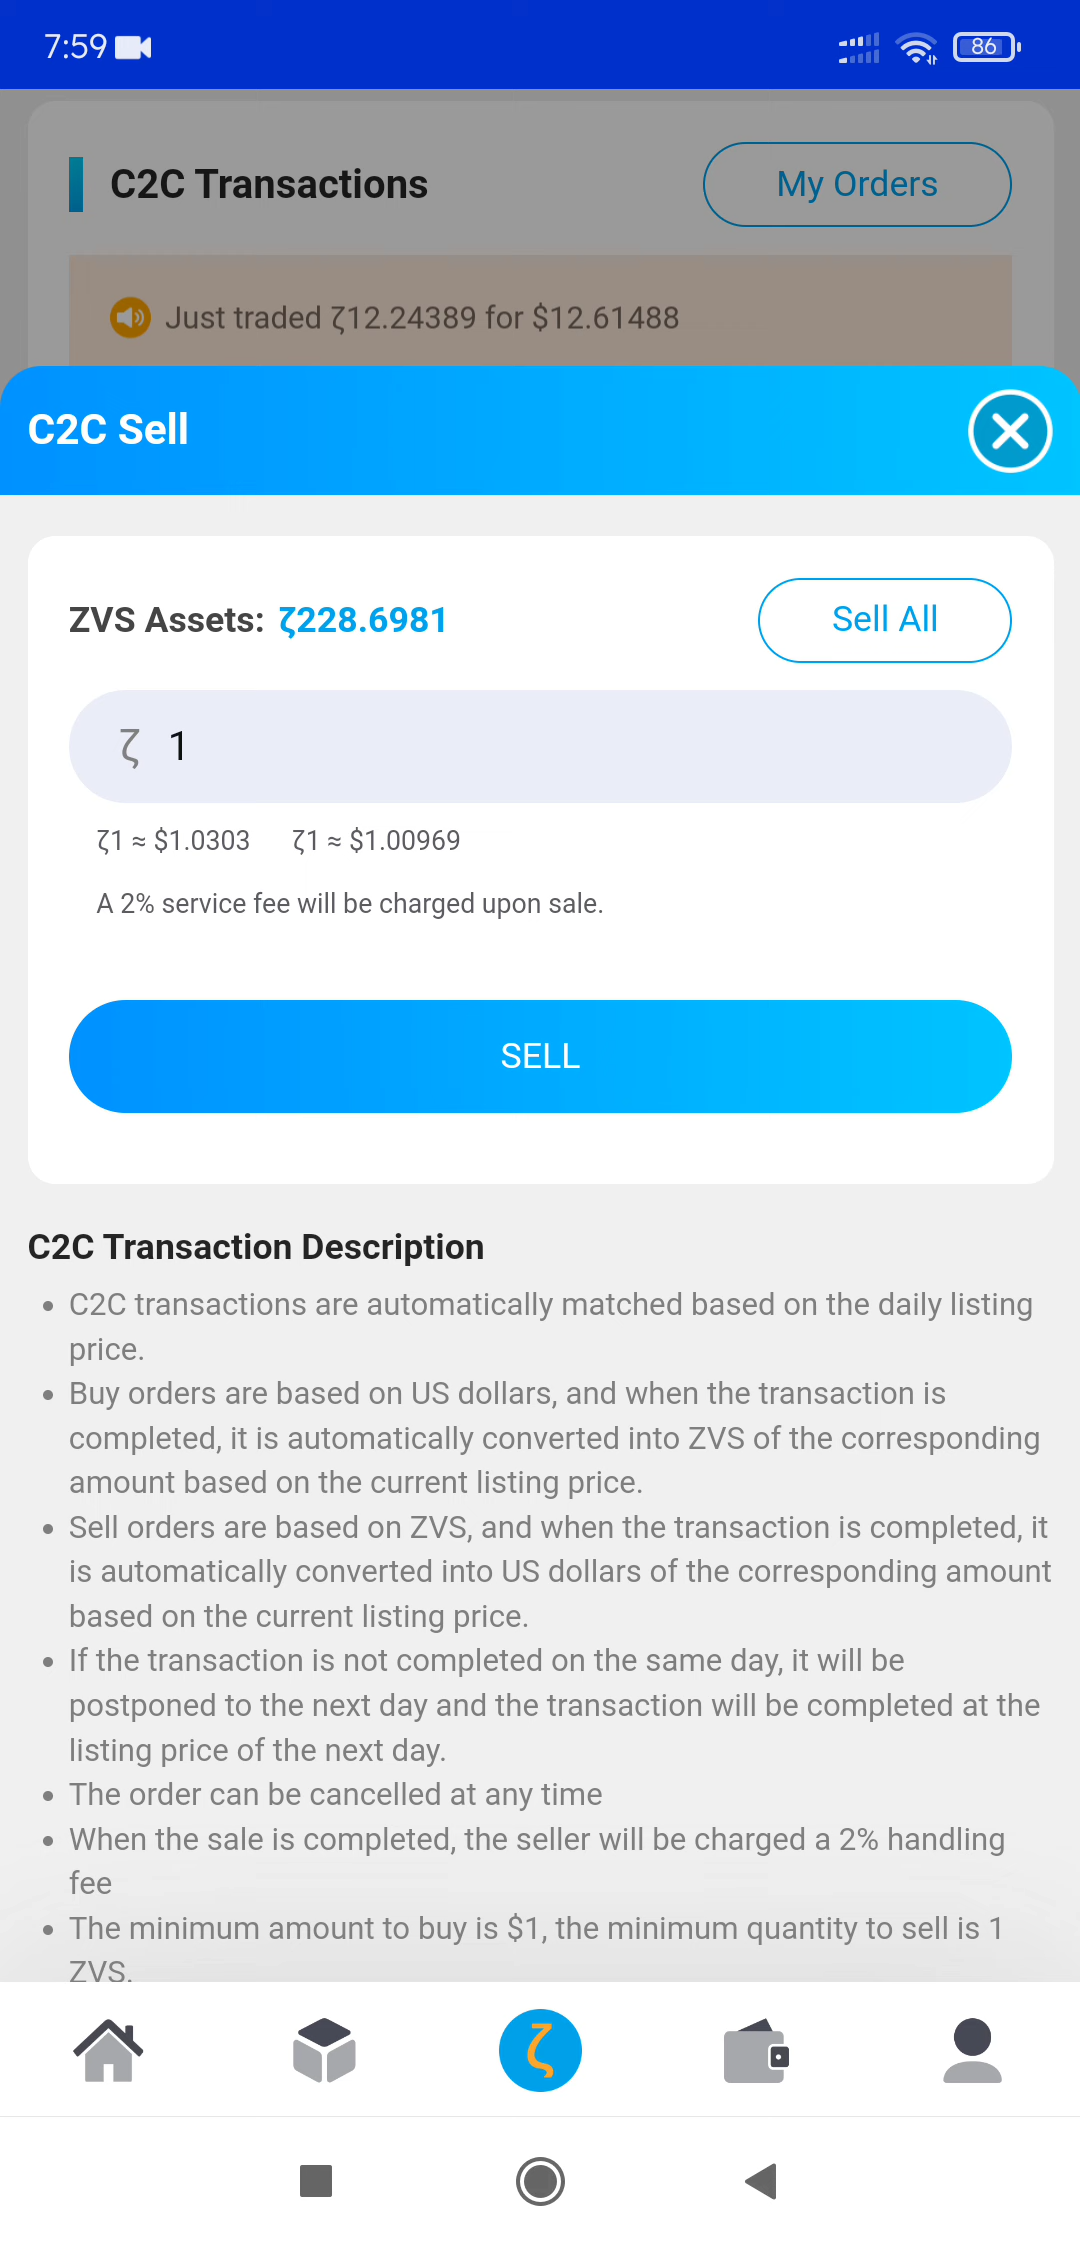 7:59
86
C2C Transactions
My Orders
Just traded ζ12.24389 for $12.61488
C2C Sell
ZVS Assets: ζ228.6981
Sell All
ζ 1
ζ1 ≈ $1.0303 ζ1 ≈ $1.00969
A 2% service fee will be charged upon sale.
SELL
C2C Transaction Description
• C2C transactions are automatically matched based on the daily listing
price.
• Buy orders are based on US dollars, and when the transaction is
completed, it is automatically converted into ZVS of the corresponding
amount based on the current listing price.
• Sell orders are based on ZVS, and when the transaction is completed, it
is automatically converted into US dollars of the corresponding amount
based on the current listing price.
• If the transaction is not completed on the same day, it will be
postponed to the next day and the transaction will be completed at the
listing price of the next day.
• The order can be cancelled at any time
• When the sale is completed, the seller will be charged a 2% handling
fee
• The minimum amount to buy is $1, the minimum quantity to sell is 1
ZVS.
ζ